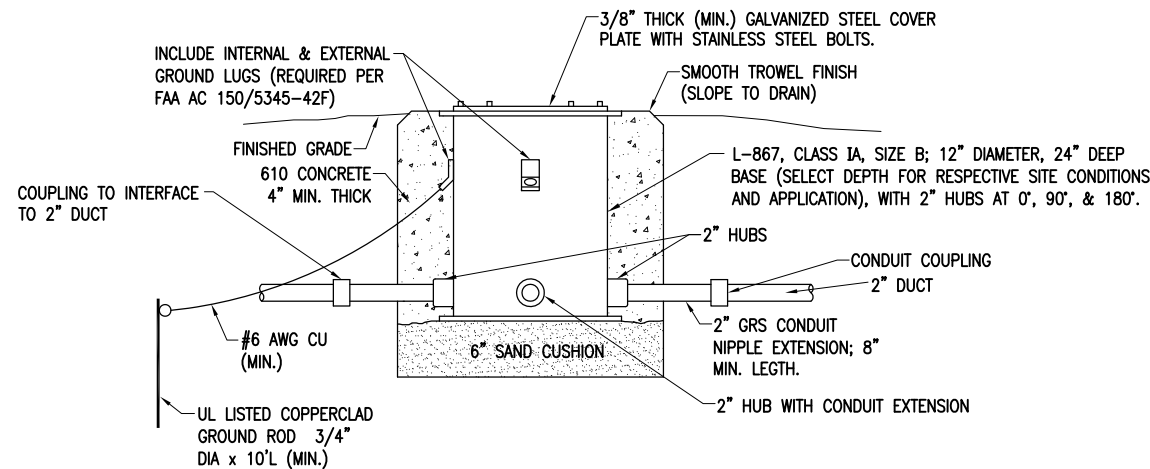 3/8" THICK (MIN.) GALVANIZED STEEL COVER
PLATE WITH STAINLESS STEEL BOLTS.
INCLUDE INTERNAL & EXTERNAL
GROUND LUGS (REQUIRED PER
FAA AC 150/5345-42F)
SMOOTH TROWEL FINISH
(SLOPE TO DRAIN)
FINISHED GRADE
610 CONCRETE
4" MIN. THICK
L-867, CLASS IA, SIZE B; 12" DIAMETER, 24" DEEP
BASE (SELECT DEPTH FOR RESPECTIVE SITE CONDITIONS
AND APPLICATION), WITH 2" HUBS AT 0°, 90°, & 180°.
COUPLING TO INTERFACE
TO 2" DUCT
2" HUBS
CONDUIT COUPLING
2" DUCT
#6 AWG CU
(MIN.)
6" SAND CUSHION
2" GRS CONDUIT
NIPPLE EXTENSION; 8"
MIN. LEGTH.
2" HUB WITH CONDUIT EXTENSION
UL LISTED COPPERCLAD
GROUND ROD 3/4"
DIA x 10'L (MIN.)